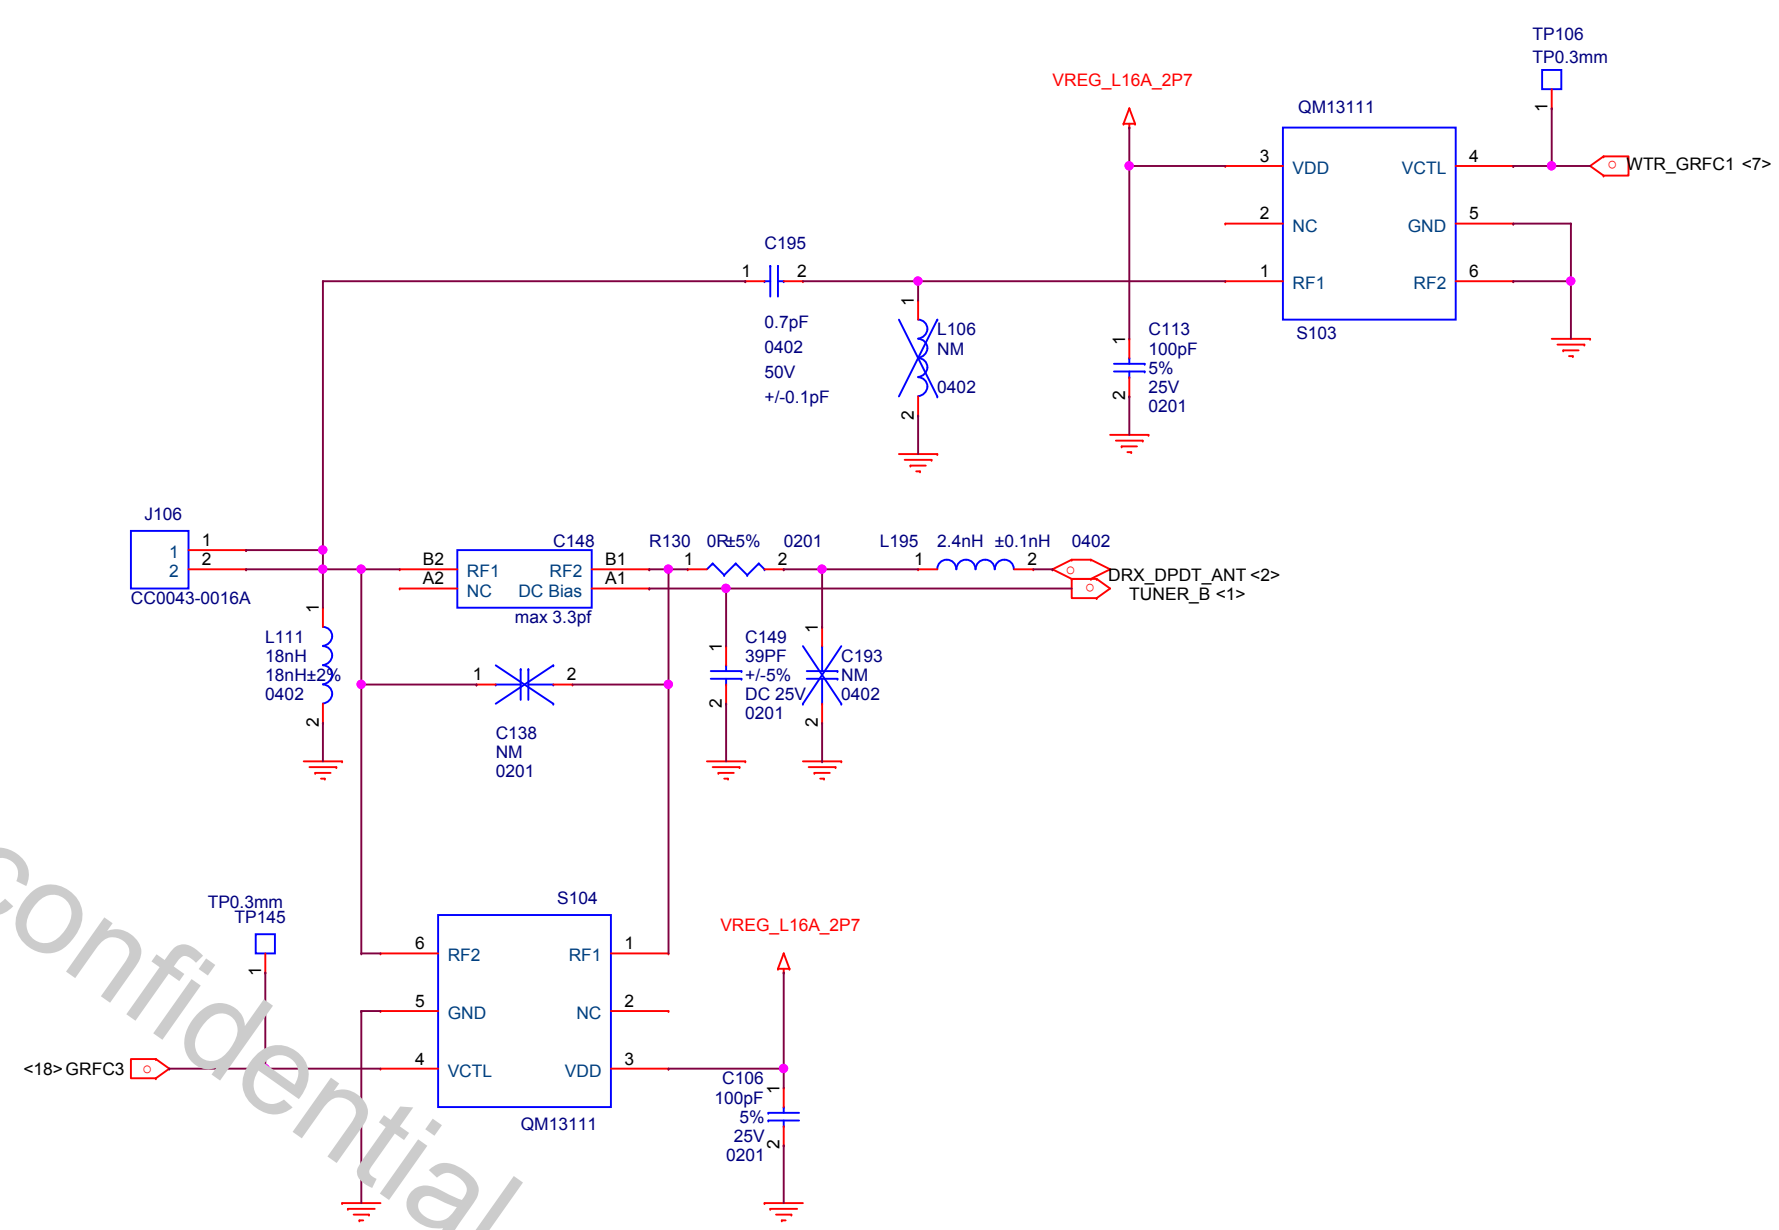 TP106
TP0.3mm
1
VREG_L16A_2P7
QM13111
3 VDD VCTL 4
WTR_GRFC1 <7>
2 NC GND 5
1 RF1 RF2 6
S103
C195
1 2
0.7pF
0402
50V
+/-0.1pF
1
L106
NM
0402
2
1
C113
100pF
5%
25V
0201
2
J106
1 1
2 2
CC0043-0016A
C148
B2 RF1 RF2 B1
A2 NC DC Bias A1
max 3.3pf
R130 0R±5% 0201
1 2
L195 2.4nH ±0.1nH 0402
1 2
DRX_DPDT_ANT <2>
TUNER_B <1>
1
L111
18nH
18nH±2%
0402
2
1 2
C138
NM
0201
1
C149
39PF
+/-5%
DC 25V
0201
2
1
C193
NM
0402
2
TP0.3mm
TP145
1
S104
6 RF2 RF1 1
5 GND NC 2
4 VCTL VDD 3
QM13111
<18> GRFC3
VREG_L16A_2P7
C106
1
100pF
5%
25V
0201
2
confidential